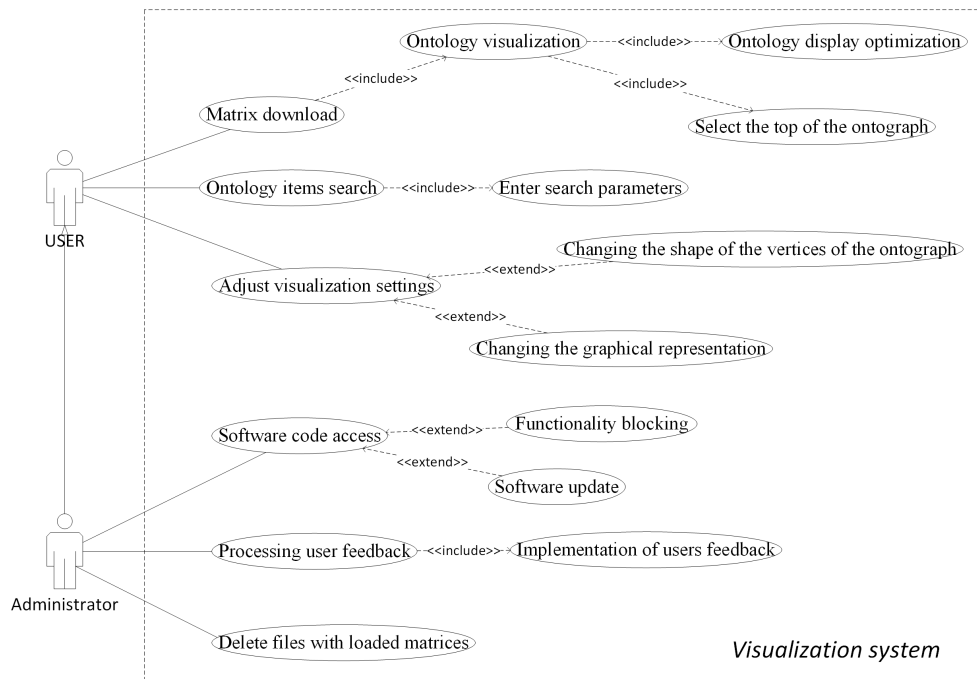 Ontology visualization
<<include>>
Ontology display optimization
<<include>>
<<include>>
Matrix download
Select the top of the ontograph
Ontology items search
<<include>>
Enter search parameters
USER
Changing the shape of the vertices of the ontograph
<<extend>>
Adjust visualization settings
<<extend>>
Changing the graphical representation
Functionality blocking
<<extend>>
Software code access
<<extend>>
Software update
Processing user feedback
<<include>>
Implementation of users feedback
Administrator
Delete files with loaded matrices
Visualization system